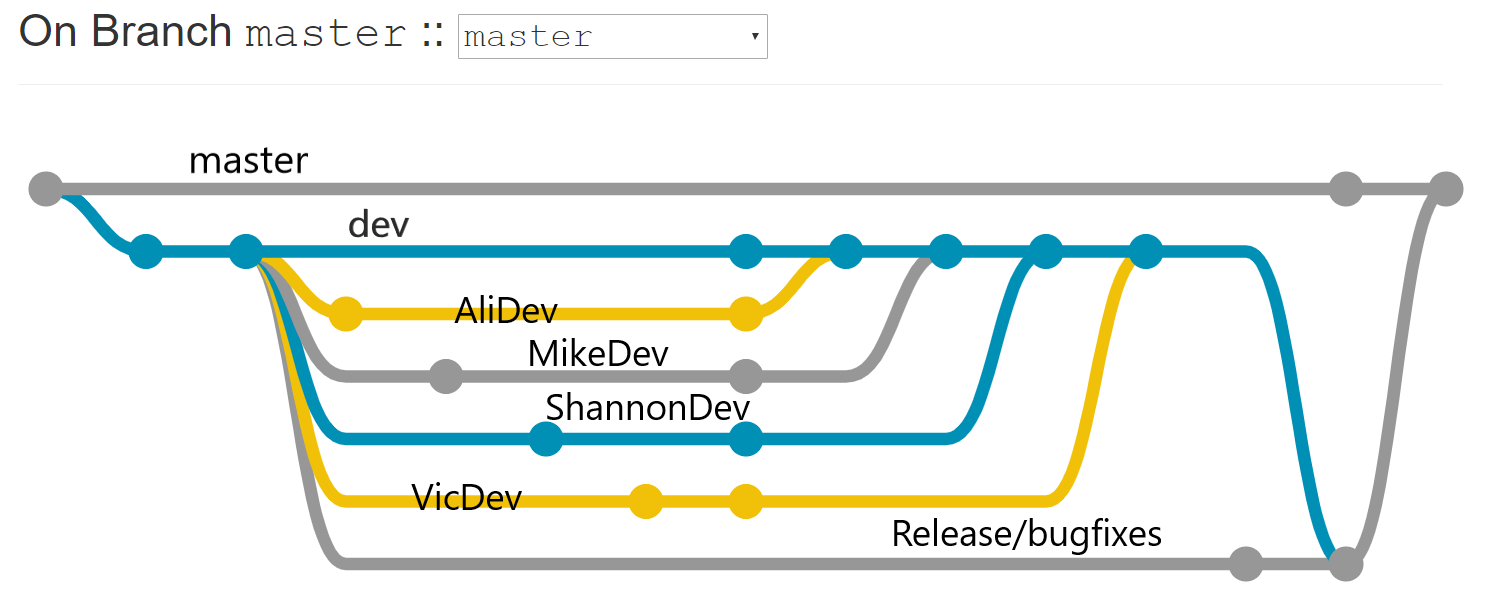 On Branch master :: master
master
dev
AliDev
MikeDev
ShannonDev
VicDev
Release/bugfixes